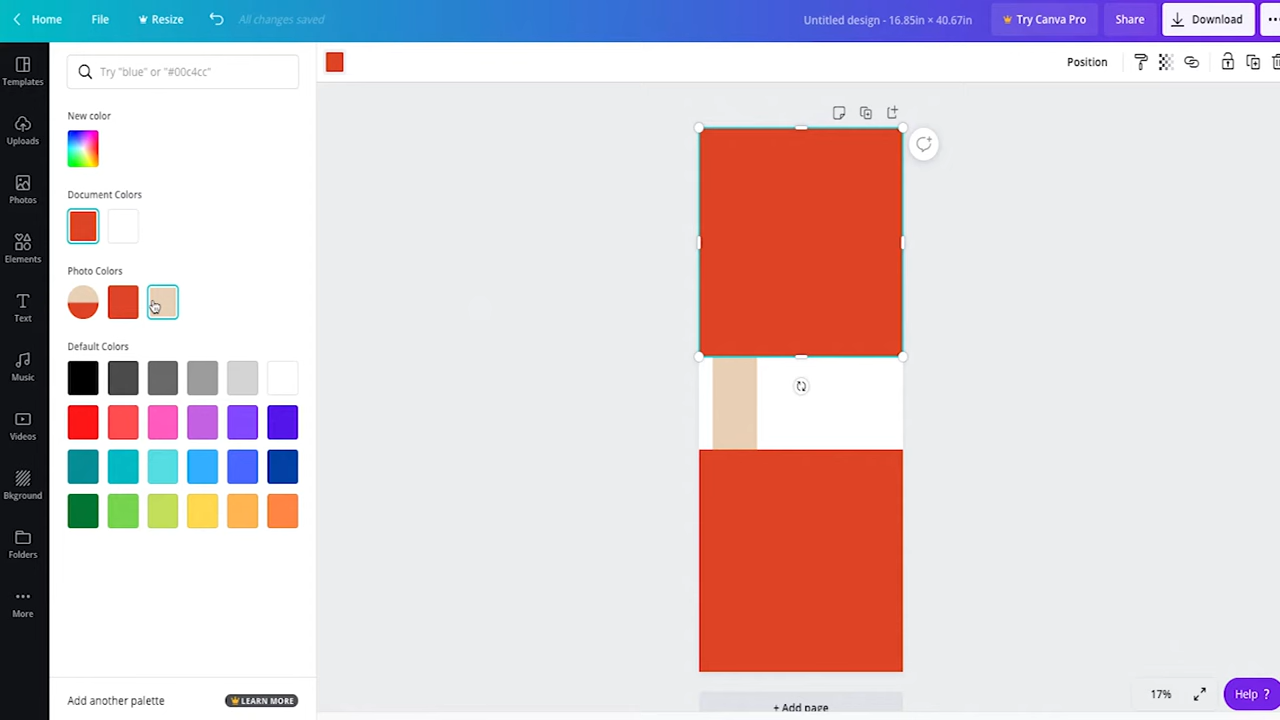 Home File Resize All changes saved Untitled design - 16.85in × 40.67in Try Canva Pro Share Download
Templates
Uploads
Photos
Elements
Text
Music
Videos
Bkground
Folders
More
Try "blue" or "#00c4cc"
New color
Document Colors
Photo Colors
Default Colors
Add another palette LEARN MORE
Position
+ Add page
17% Help ?